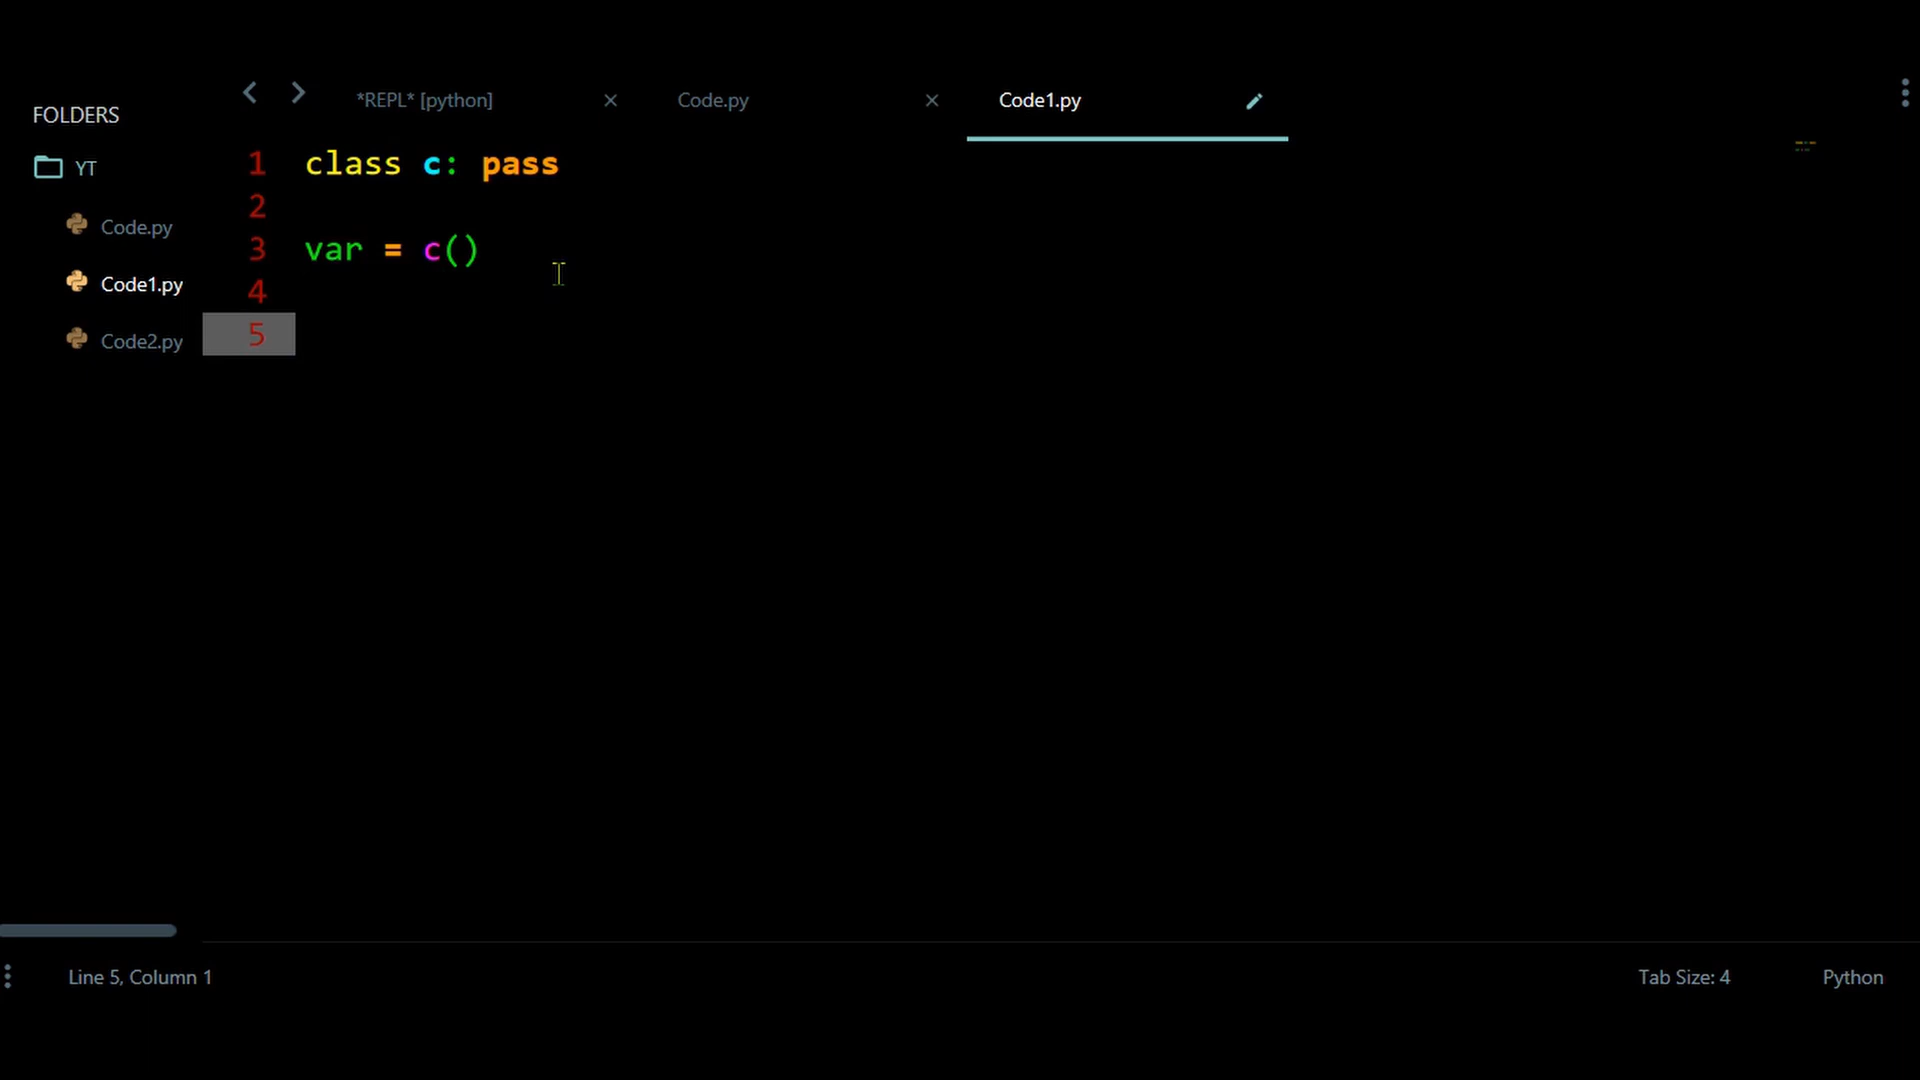 FOLDERS
YT
Code.py
Code1.py
Code2.py
*REPL* [python]
Code.py
Code1.py
1 class c: pass
2
3 var = c()
4
5
Line 5, Column 1
Tab Size: 4
Python